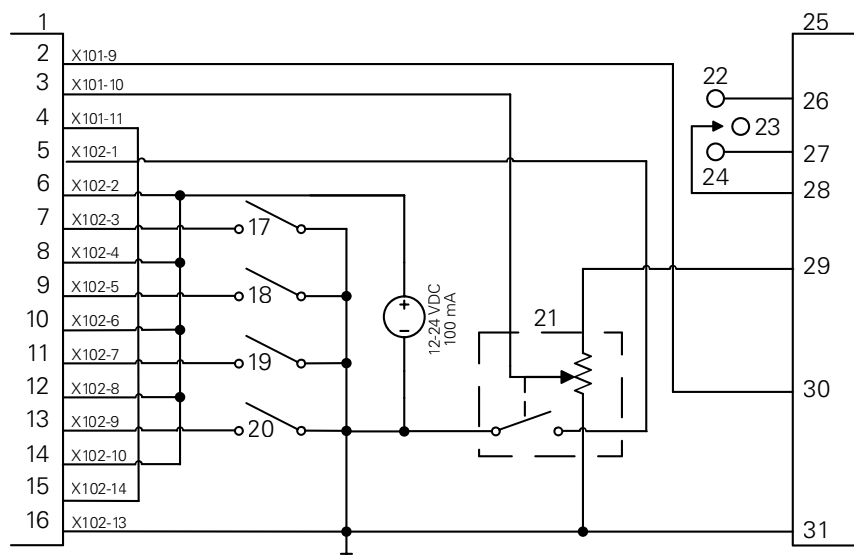 1
25
2 X101-9
3 X101-10
22
26
4 X101-11
23
5 X102-1
27
24
6 X102-2
28
7 X102-3 17
8 X102-4
29
9 X102-5 18
10 X102-6
12-24 VDC
100 mA
21
11 X102-7 19
12 X102-8
30
13 X102-9 20
14 X102-10
15 X102-14
16 X102-13
31
+
−